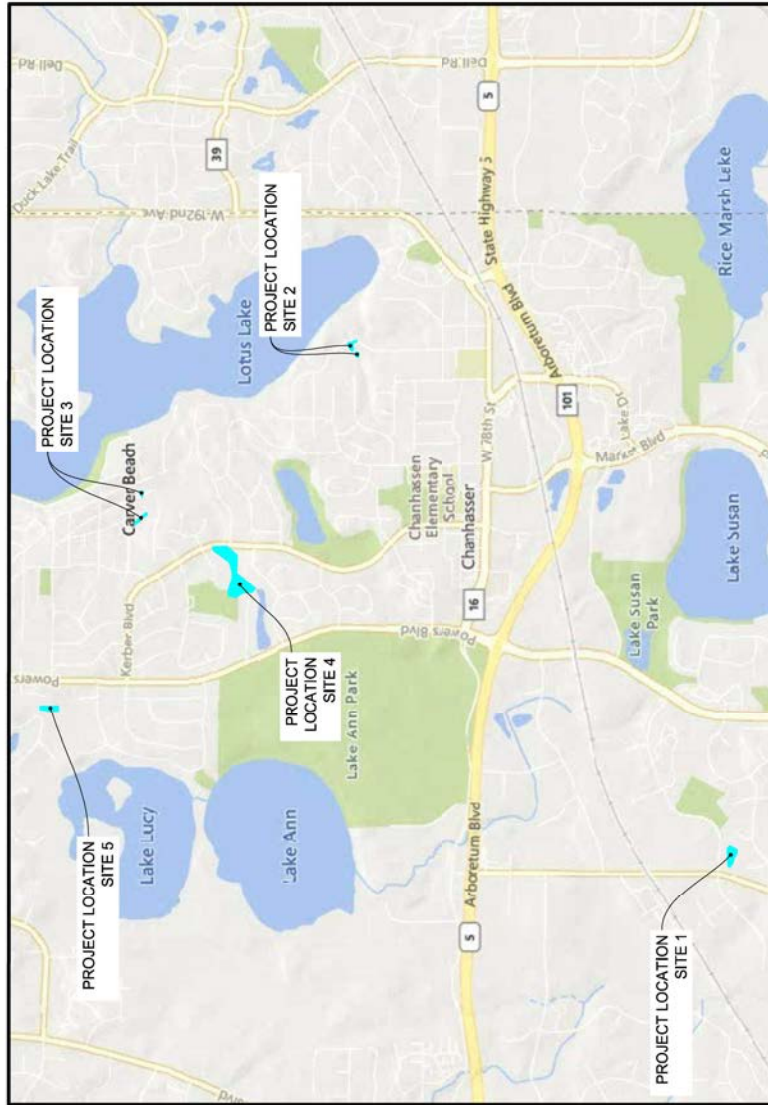 Powers
Duck Lake Trail
Dell Rd
PROJECT LOCATION
SITE 3
Kerber Blvd
Carver Beach
PROJECT LOCATION
SITE 5
Lake Lucy
W 192nd Ave
39
Lotus Lake
PROJECT LOCATION
SITE 2
Lake Ann
PROJECT
LOCATION
SITE 4
Lake Ann Park
Powers Blvd
Chanhassen
Elementary
School
Chanhasser
5
Arboretum Blvd
16
W 78th St
State Highway 5
5
Dell Rd
Arboretum Blvd
101
Lake Dr
Blvd
Lake Susan
Park
Lake Susan
Rice Marsh Lake
PROJECT LOCATION
SITE 1